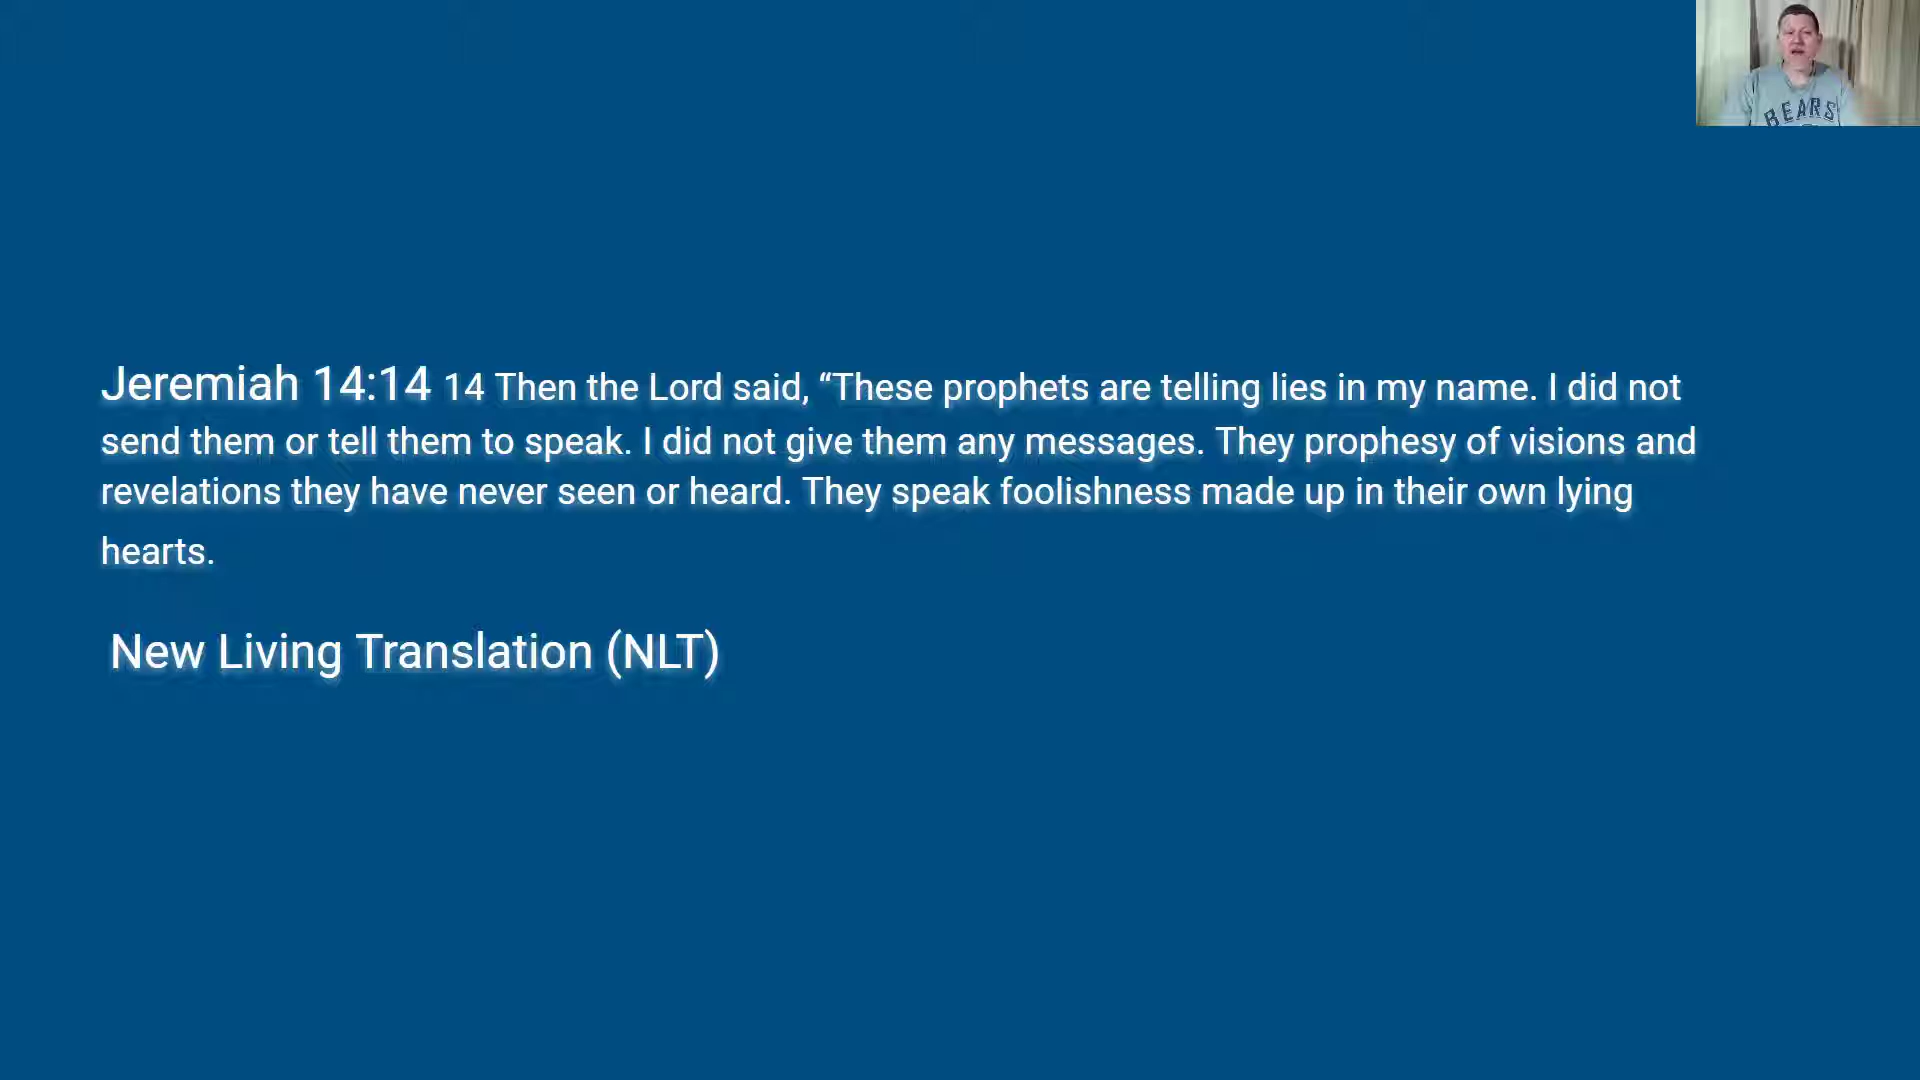 BEARS
Jeremiah 14:14 14 Then the Lord said, “These prophets are telling lies in my name. I did not
send them or tell them to speak. I did not give them any messages. They prophesy of visions and
revelations they have never seen or heard. They speak foolishness made up in their own lying
hearts.
New Living Translation (NLT)